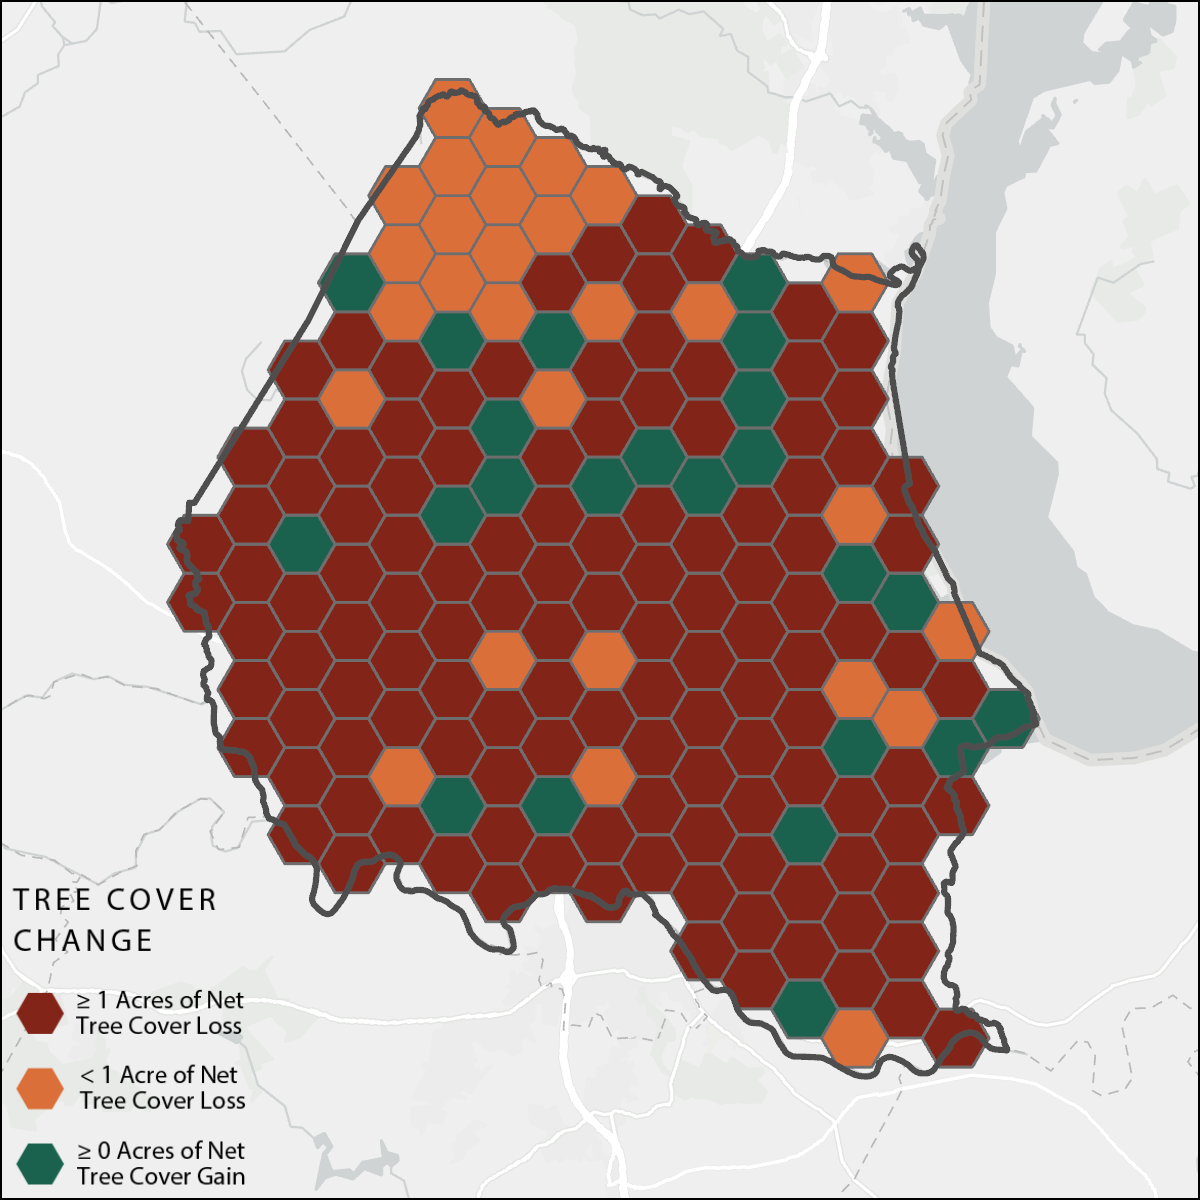 TREE COVER
CHANGE
≥ 1 Acres of Net
Tree Cover Loss
< 1 Acre of Net
Tree Cover Loss
≥ 0 Acres of Net
Tree Cover Gain